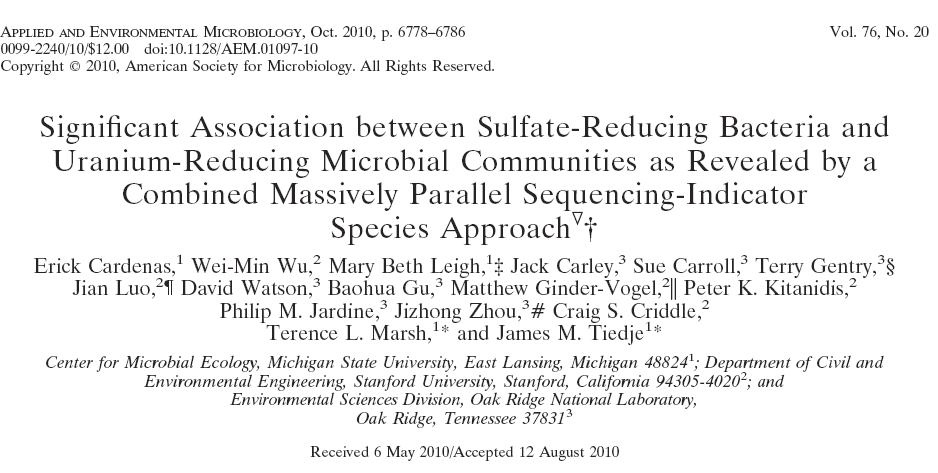 APPLIED AND ENVIRONMENTAL MICROBIOLOGY, Oct. 2010, p. 6778–6786 Vol. 76, No. 20
0099-2240/10/$12.00 doi:10.1128/AEM.01097-10
Copyright © 2010, American Society for Microbiology. All Rights Reserved.
Significant Association between Sulfate-Reducing Bacteria and
Uranium-Reducing Microbial Communities as Revealed by a
Combined Massively Parallel Sequencing-Indicator
Species Approach∇†
Erick Cardenas,¹ Wei-Min Wu,² Mary Beth Leigh,¹‡ Jack Carley,³ Sue Carroll,³ Terry Gentry,³§
Jian Luo,²¶ David Watson,³ Baohua Gu,³ Matthew Ginder-Vogel,²‖ Peter K. Kitanidis,²
Philip M. Jardine,³ Jizhong Zhou,³# Craig S. Criddle,²
Terence L. Marsh,¹* and James M. Tiedje¹*
Center for Microbial Ecology, Michigan State University, East Lansing, Michigan 48824¹; Department of Civil and
Environmental Engineering, Stanford University, Stanford, California 94305-4020²; and
Environmental Sciences Division, Oak Ridge National Laboratory,
Oak Ridge, Tennessee 37831³
Received 6 May 2010/Accepted 12 August 2010